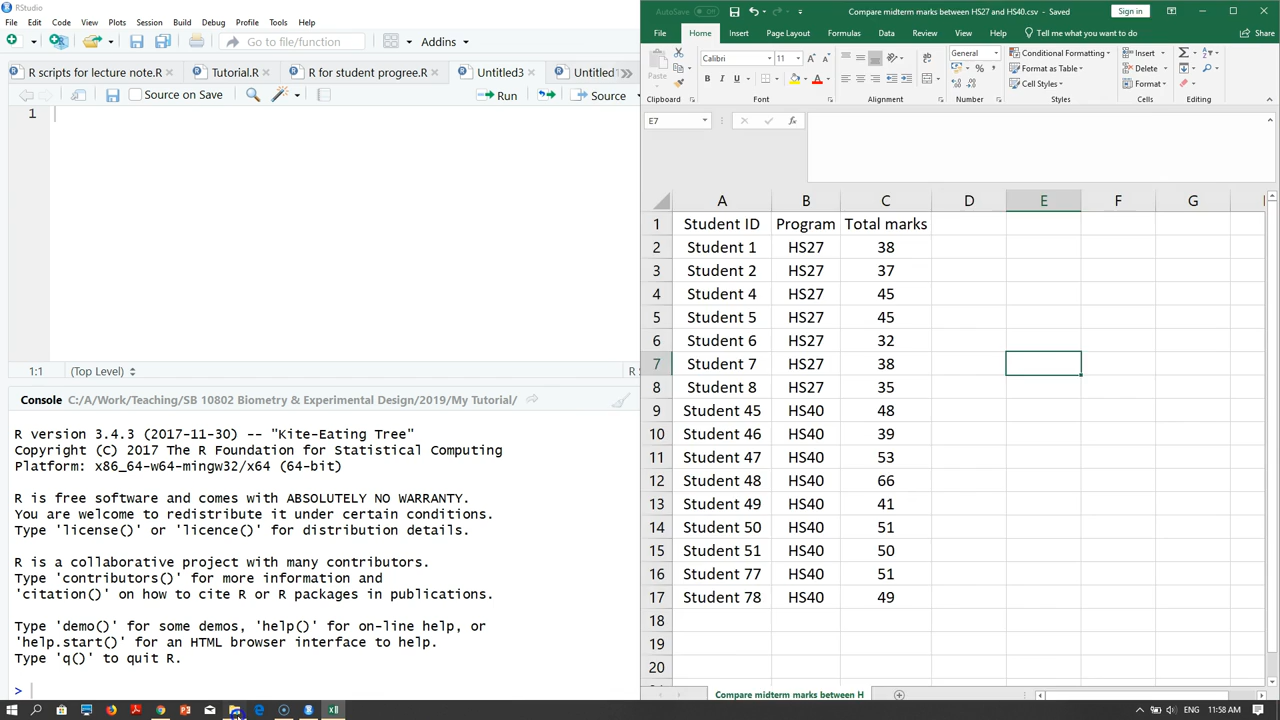 RStudio
File Edit Code View Plots Session Build Debug Profile Tools Help
Go to file/function Addins
R scripts for lecture note.R Tutorial.R R for student progree.R Untitled3 Untitled1
Source on Save Run Source
1
1:1 (Top Level)
Console C:/A/Work/Teaching/SB 10802 Biometry & Experimental Design/2019/My Tutorial/
R version 3.4.3 (2017-11-30) -- "Kite-Eating Tree"
Copyright (C) 2017 The R Foundation for Statistical Computing
Platform: x86_64-w64-mingw32/x64 (64-bit)
R is free software and comes with ABSOLUTELY NO WARRANTY.
You are welcome to redistribute it under certain conditions.
Type 'license()' or 'licence()' for distribution details.
R is a collaborative project with many contributors.
Type 'contributors()' for more information and
'citation()' on how to cite R or R packages in publications.
Type 'demo()' for some demos, 'help()' for on-line help, or
'help.start()' for an HTML browser interface to help.
Type 'q()' to quit R.
>
AutoSave Off Compare midterm marks between HS27 and HS40.csv - Saved Sign in
File Home Insert Page Layout Formulas Data Review View Help Tell me what you want to do Share
Paste Calibri 11 General Conditional Formatting Insert
B I U Format as Table Delete
Cell Styles Format
Clipboard Font Alignment Number Styles Cells Editing
E7
A B C D E F G
1 Student ID Program Total marks
2 Student 1 HS27 38
3 Student 2 HS27 37
4 Student 4 HS27 45
5 Student 5 HS27 45
6 Student 6 HS27 32
7 Student 7 HS27 38
8 Student 8 HS27 35
9 Student 45 HS40 48
10 Student 46 HS40 39
11 Student 47 HS40 53
12 Student 48 HS40 66
13 Student 49 HS40 41
14 Student 50 HS40 51
15 Student 51 HS40 50
16 Student 77 HS40 51
17 Student 78 HS40 49
18
19
20
Compare midterm marks between H
ENG 11:58 AM